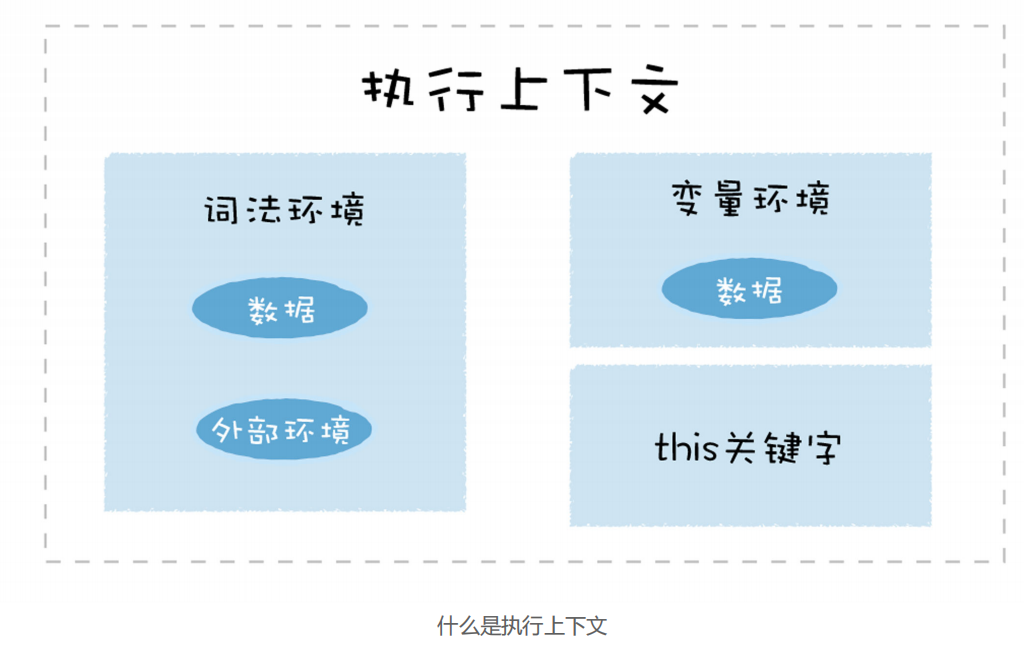 执行上下文
词法环境
数据
外部环境
变量环境
数据
this关键字
什么是执行上下文